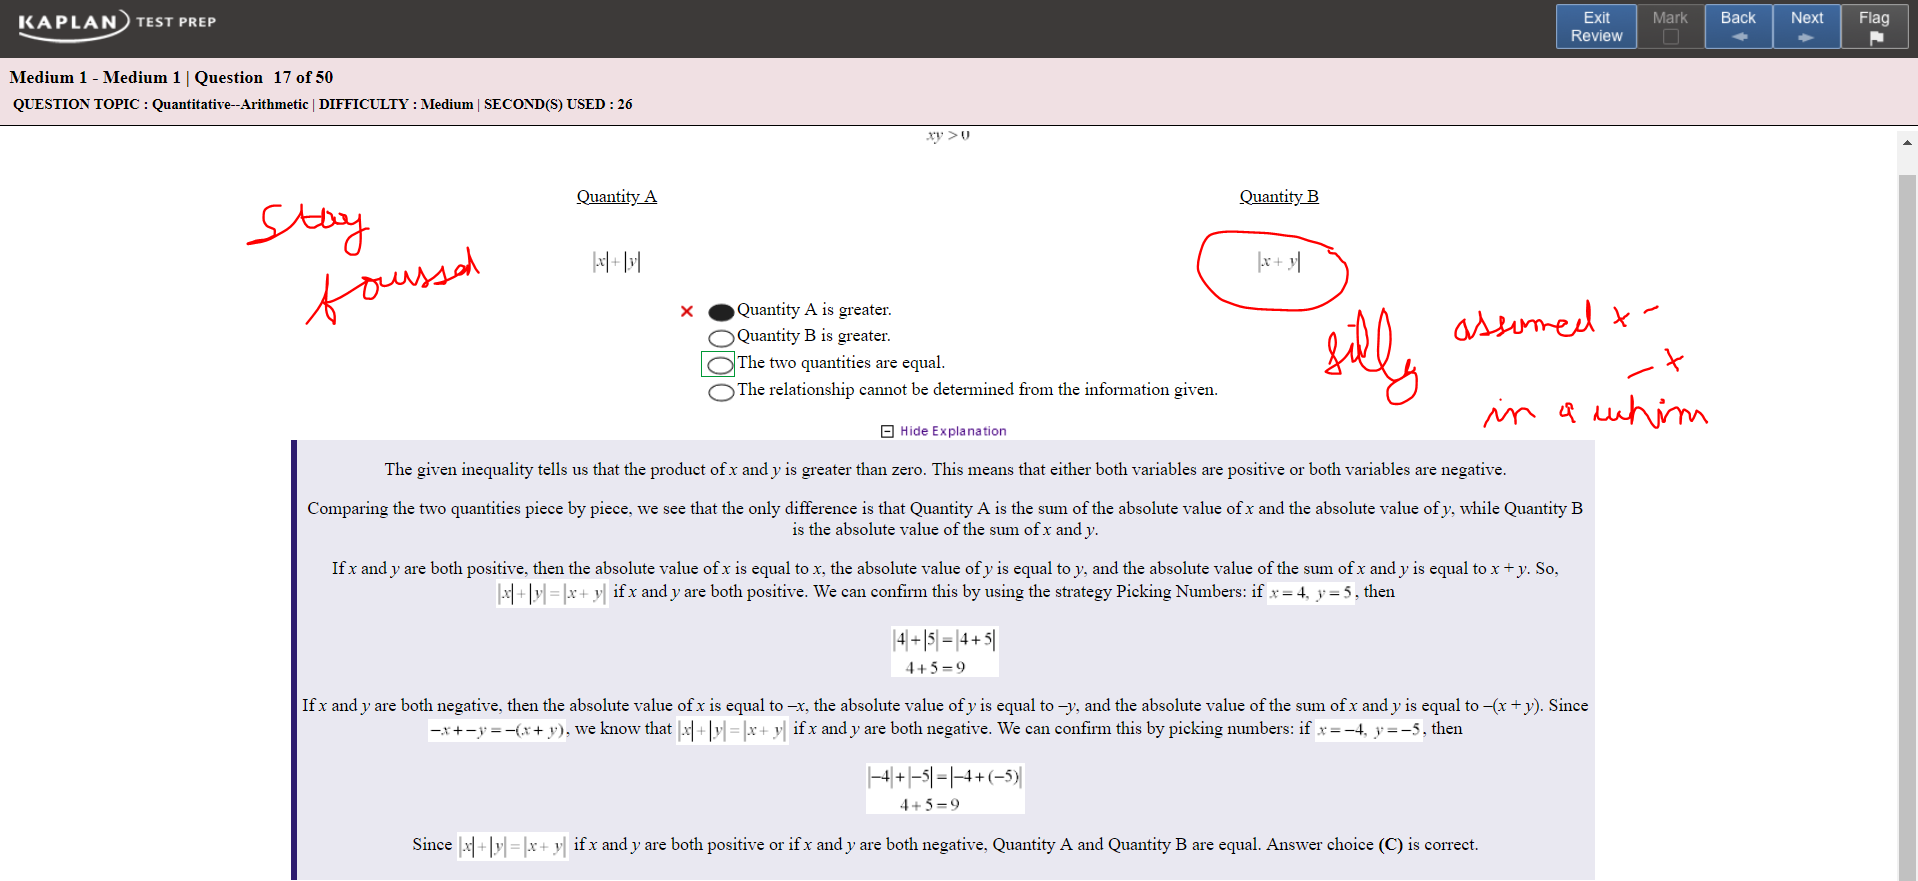 KAPLAN TEST PREP
Exit Review
Mark
Back
Next
Flag
Medium 1 - Medium 1 | Question 17 of 50
QUESTION TOPIC : Quantitative--Arithmetic | DIFFICULTY : Medium | SECOND(S) USED : 26
xy > 0
Quantity A
Quantity B
Stay
foussed
|x| + |y|
|x + y|
× Quantity A is greater.
Quantity B is greater.
The two quantities are equal.
The relationship cannot be determined from the information given.
silly
assumed + -
- +
in a whim
Hide Explanation
The given inequality tells us that the product of x and y is greater than zero. This means that either both variables are positive or both variables are negative.
Comparing the two quantities piece by piece, we see that the only difference is that Quantity A is the sum of the absolute value of x and the absolute value of y, while Quantity B
is the absolute value of the sum of x and y.
If x and y are both positive, then the absolute value of x is equal to x, the absolute value of y is equal to y, and the absolute value of the sum of x and y is equal to x + y. So,
|x| + |y| = |x + y| if x and y are both positive. We can confirm this by using the strategy Picking Numbers: if x = 4, y = 5, then
|4| + |5| = |4 + 5|
4 + 5 = 9
If x and y are both negative, then the absolute value of x is equal to –x, the absolute value of y is equal to –y, and the absolute value of the sum of x and y is equal to –(x + y). Since
−x + −y = −(x + y), we know that |x| + |y| = |x + y| if x and y are both negative. We can confirm this by picking numbers: if x = −4, y = −5, then
|−4| + |−5| = |−4 + (−5)|
4 + 5 = 9
Since |x| + |y| = |x + y| if x and y are both positive or if x and y are both negative, Quantity A and Quantity B are equal. Answer choice (C) is correct.